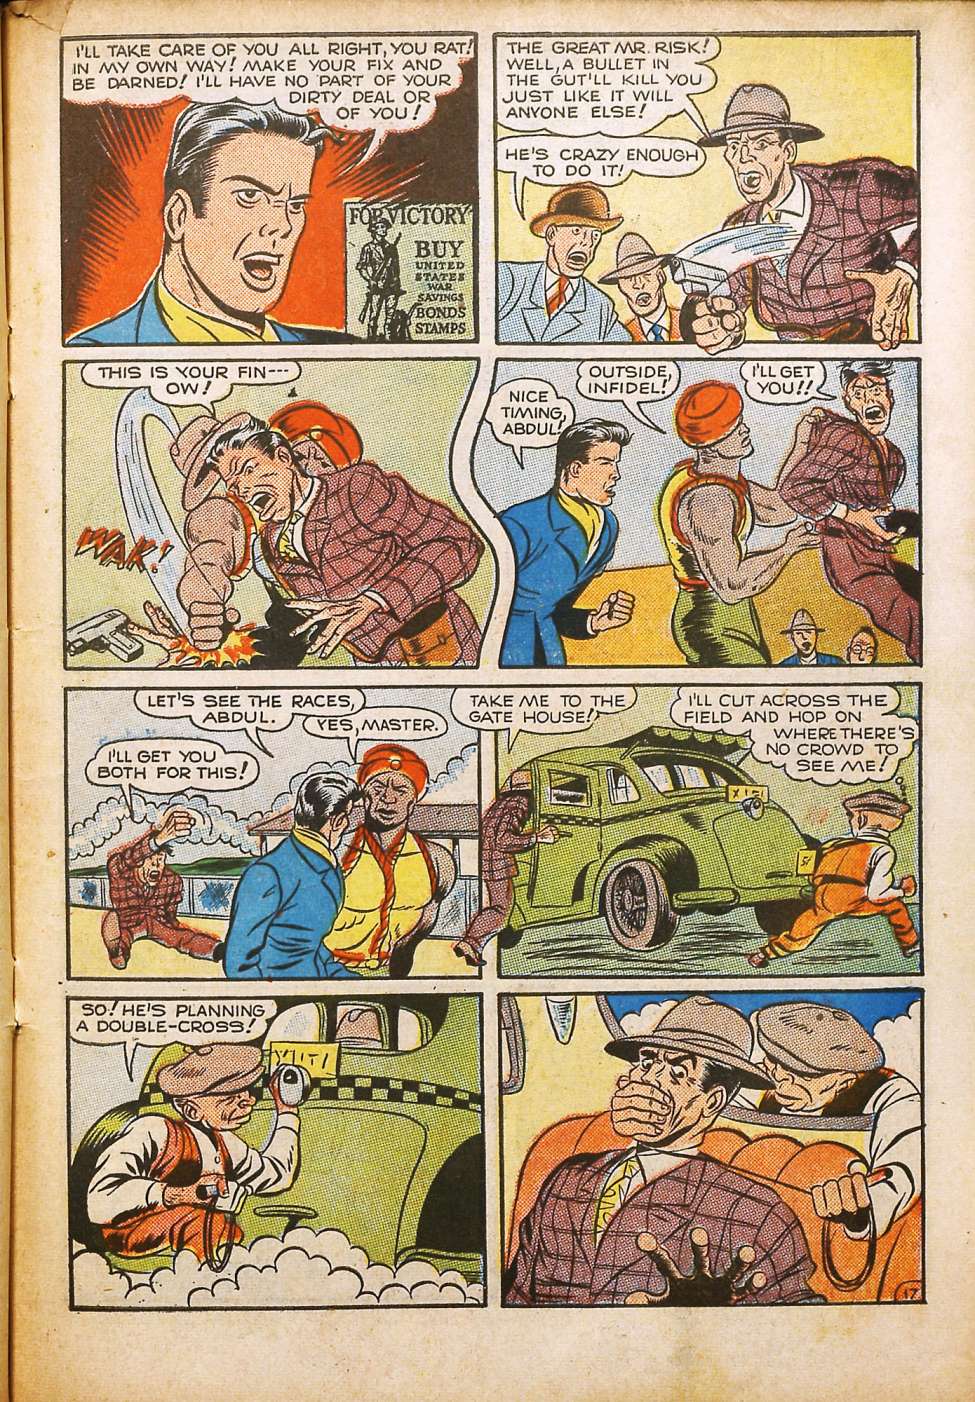 I'LL TAKE CARE OF YOU ALL RIGHT, YOU RAT!
IN MY OWN WAY! MAKE YOUR FIX AND
BE DARNED! I'LL HAVE NO PART OF YOUR
DIRTY DEAL OR
OF YOU!
FOR VICTORY
BUY
UNITED
STATES
WAR
SAVINGS
BONDS
STAMPS
THE GREAT MR. RISK!
WELL, A BULLET IN
THE GUT'LL KILL YOU
JUST LIKE IT WILL
ANYONE ELSE!
HE'S CRAZY ENOUGH
TO DO IT!
THIS IS YOUR FIN---
OW!
WAK!
NICE
TIMING,
ABDUL!
OUTSIDE,
INFIDEL!
I'LL GET
YOU!!
LET'S SEE THE RACES,
ABDUL.
YES, MASTER.
I'LL GET YOU
BOTH FOR THIS!
TAKE ME TO THE
GATE HOUSE!
I'LL CUT ACROSS THE
FIELD AND HOP ON
WHERE THERE'S
NO CROWD TO
SEE ME!
X1171
SO! HE'S PLANNING
A DOUBLE-CROSS!
X1171
17